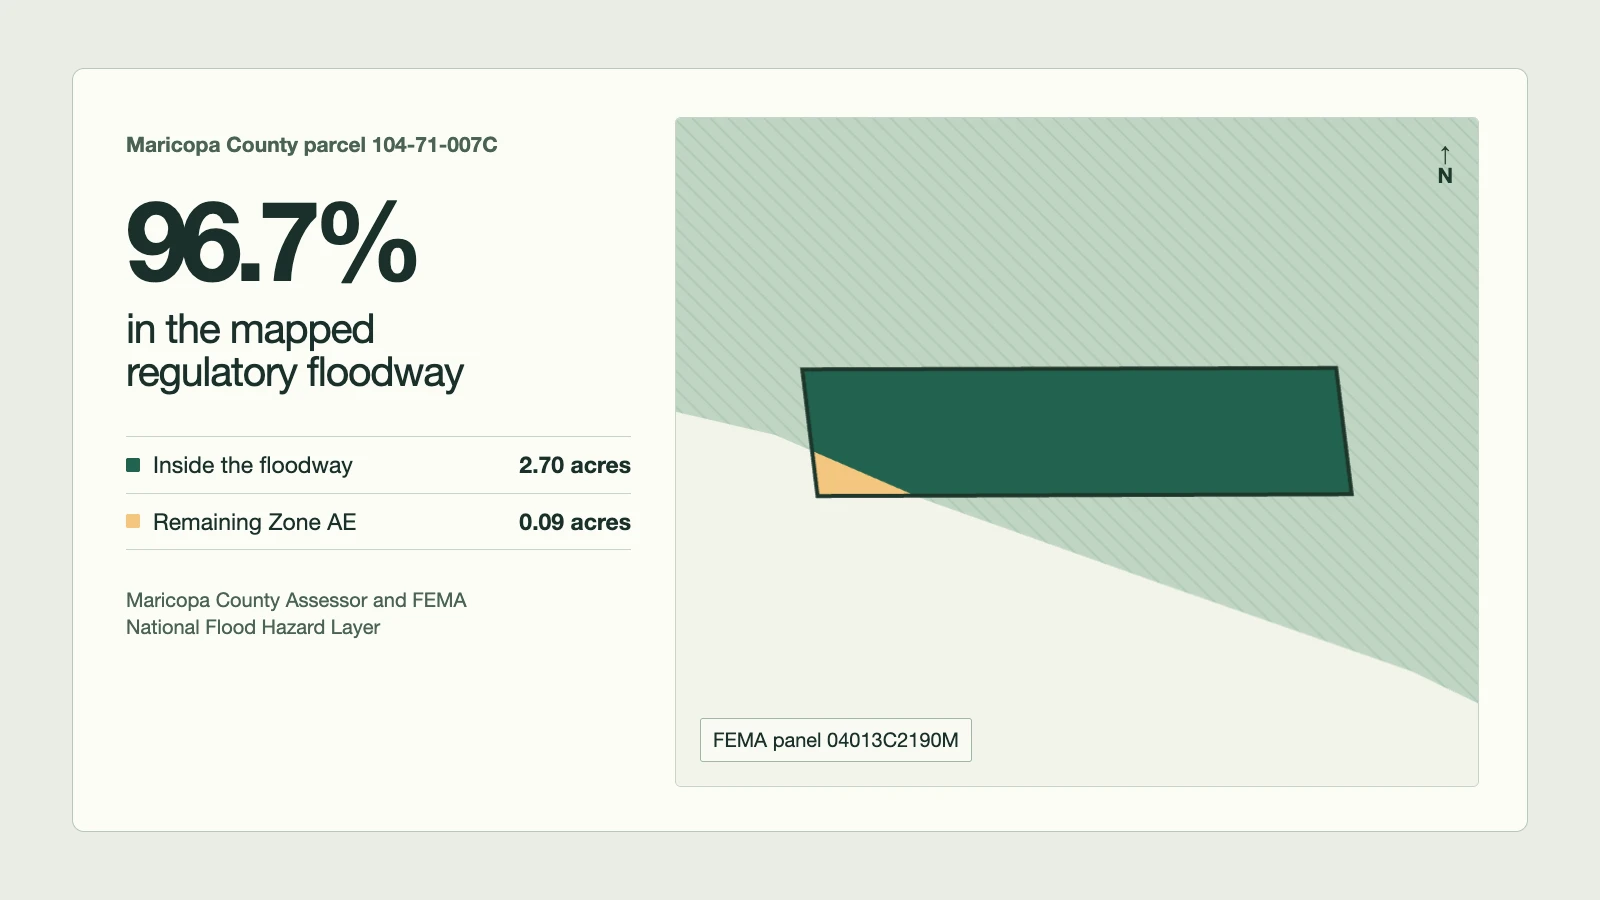 Maricopa County parcel 104-71-007C
96.7%
in the mapped
regulatory floodway
Inside the floodway 2.70 acres
Remaining Zone AE 0.09 acres
Maricopa County Assessor and FEMA
National Flood Hazard Layer
↑
N
FEMA panel 04013C2190M